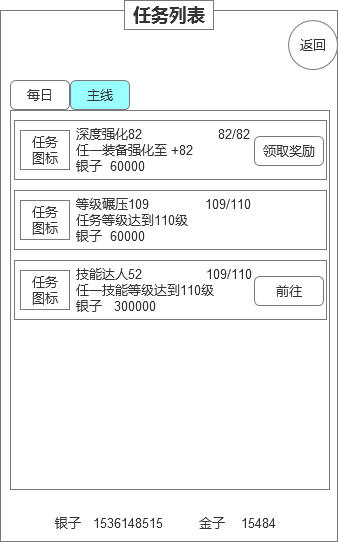 任务列表
返回
每日
主线
任务
图标
深度强化82 82/82
任一装备强化至 +82
银子 60000
领取奖励
任务
图标
等级碾压109 109/110
任务等级达到110级
银子 60000
任务
图标
技能达人52 109/110
任一技能等级达到110级
银子 300000
前往
银子 1536148515 金子 15484